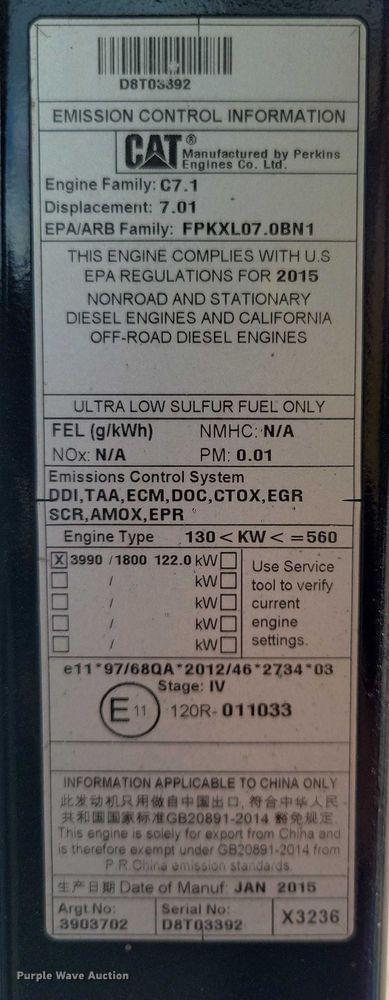 D8T03392
EMISSION CONTROL INFORMATION
CAT® Manufactured by Perkins
Engines Co. Ltd.
Engine Family: C7.1
Displacement: 7.01
EPA/ARB Family: FPKXL07.0BN1
THIS ENGINE COMPLIES WITH U.S
EPA REGULATIONS FOR 2015
NONROAD AND STATIONARY
DIESEL ENGINES AND CALIFORNIA
OFF-ROAD DIESEL ENGINES
ULTRA LOW SULFUR FUEL ONLY
FEL (g/kWh) NMHC: N/A
NOx: N/A PM: 0.01
Emissions Control System
DDI,TAA,ECM,DOC,CTOX,EGR
SCR,AMOX,EPR
Engine Type 130 < KW < =560
X 3990 /1800 122.0 kW
/ kW
/ kW
/ kW
/ kW
Use Service
tool to verify
current
engine
settings.
e11*97/68QA*2012/46*2734*03
Stage: IV
E 11 120R-011033
INFORMATION APPLICABLE TO CHINA ONLY
此发动机只用做自中国出口, 符合中华人民
共和国国家标准GB20891-2014 豁免规定.
This engine is solely for export from China and
is therefore exempt under GB20891-2014 from
P.R.China emission standards.
生产日期 Date of Manuf: JAN 2015
Argt No:
3903702
Serial No:
D8T03392
X3236
Purple Wave Auction